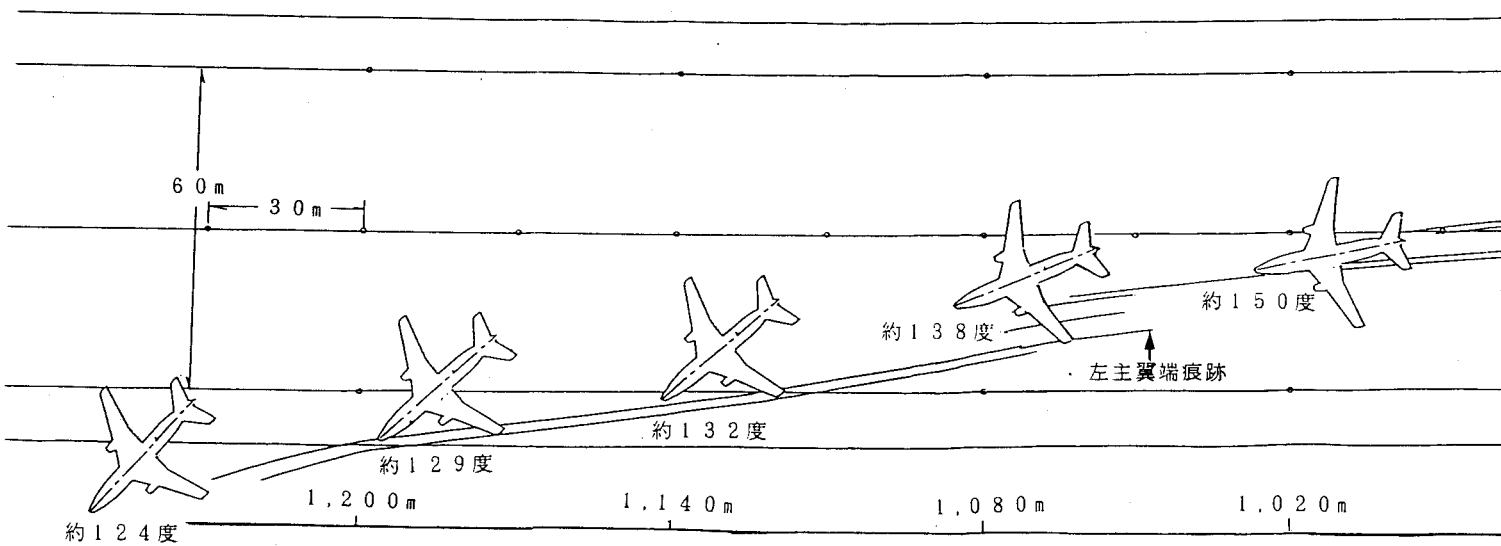 60m
30m
約150度
約138度
左主翼端痕跡
約132度
約129度
1,200m
1,140m
1,080m
1,020m
約124度